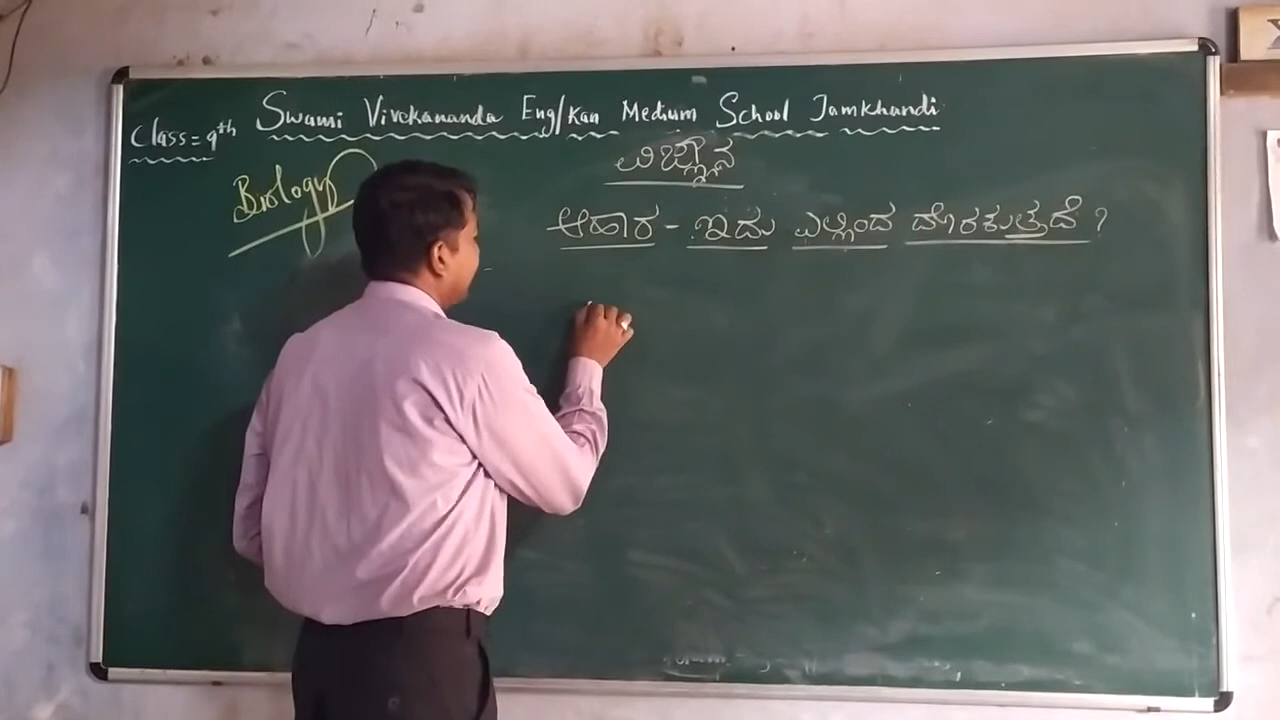 Class = 9th Swami Vivekananda Eng/Kan Medium School Jamkhandi
Biology
ವಿಜ್ಞಾನ
ಆಹಾರ - ಇದು ಎಲ್ಲಿಂದ ದೊರಕುತ್ತದೆ ?